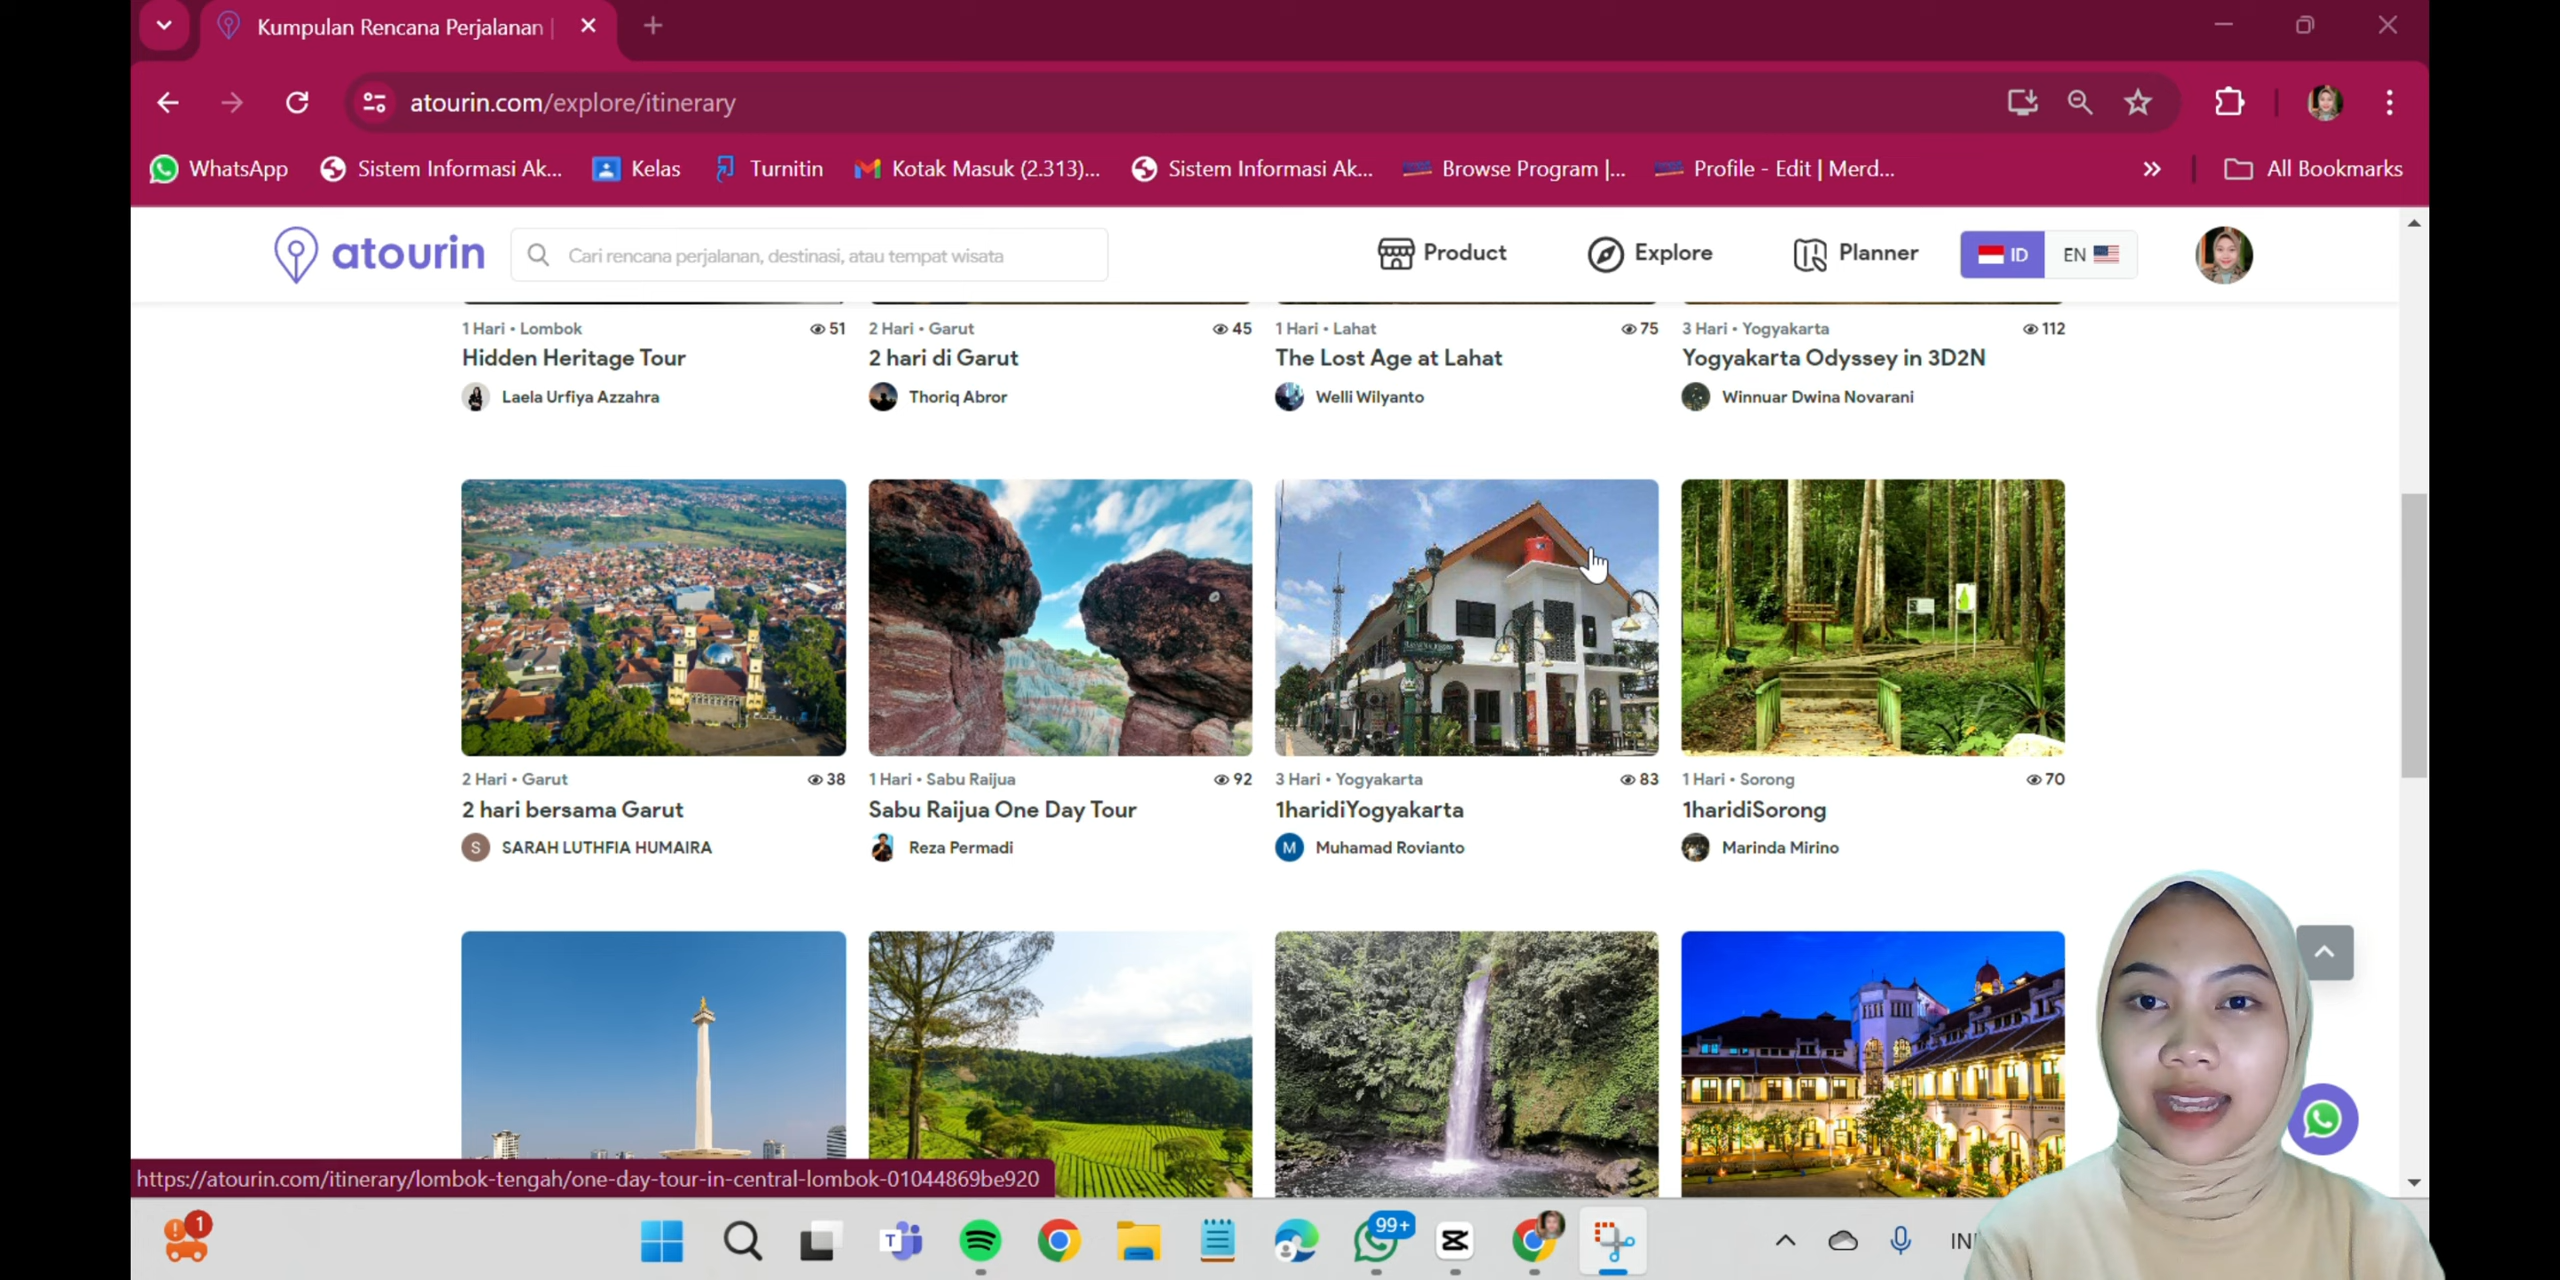 Kumpulan Rencana Perjalanan |
atourin.com/explore/itinerary
WhatsApp
Sistem Informasi Ak...
Kelas
Turnitin
Kotak Masuk (2.313)...
Sistem Informasi Ak...
Browse Program |...
Profile - Edit | Merd...
All Bookmarks
atourin
Cari rencana perjalanan, destinasi, atau tempat wisata
Product
Explore
Planner
ID
EN
1 Hari • Lombok 51
Hidden Heritage Tour
Laela Urfiya Azzahra
2 Hari • Garut 45
2 hari di Garut
Thoriq Abror
1 Hari • Lahat 75
The Lost Age at Lahat
Welli Wilyanto
3 Hari • Yogyakarta 112
Yogyakarta Odyssey in 3D2N
Winnuar Dwina Novarani
2 Hari • Garut 38
2 hari bersama Garut
S SARAH LUTHFIA HUMAIRA
1 Hari • Sabu Raijua 92
Sabu Raijua One Day Tour
Reza Permadi
3 Hari • Yogyakarta 83
1haridiYogyakarta
M Muhamad Rovianto
1 Hari • Sorong 70
1haridiSorong
Marinda Mirino
https://atourin.com/itinerary/lombok-tengah/one-day-tour-in-central-lombok-01044869be920
1
T
99+